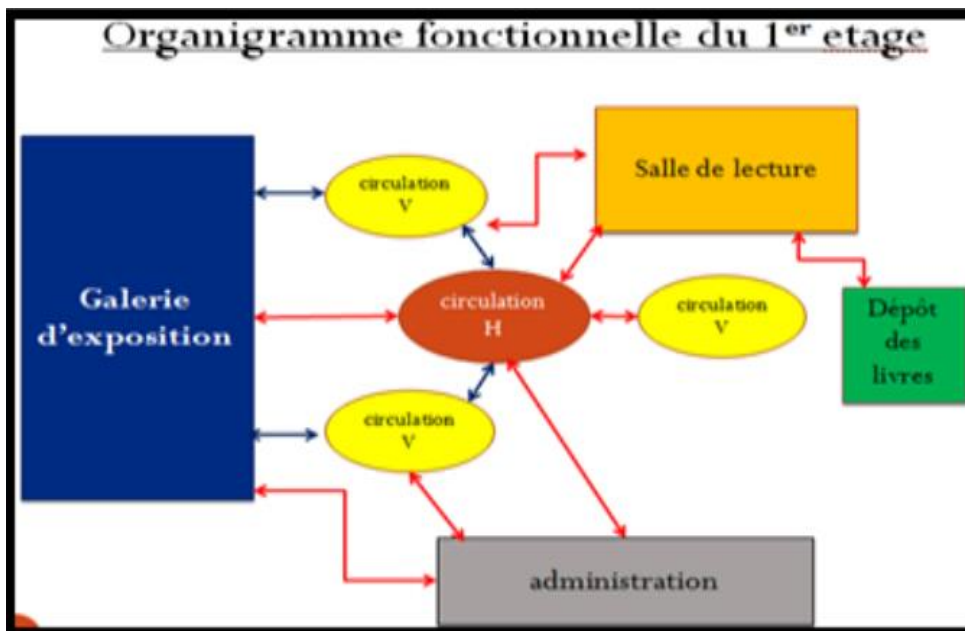 Organigramme fonctionnelle du 1er etage
circulation
V
Salle de lecture
Galerie
d'exposition
circulation
H
circulation
V
Dépôt
des
livres
circulation
V
administration